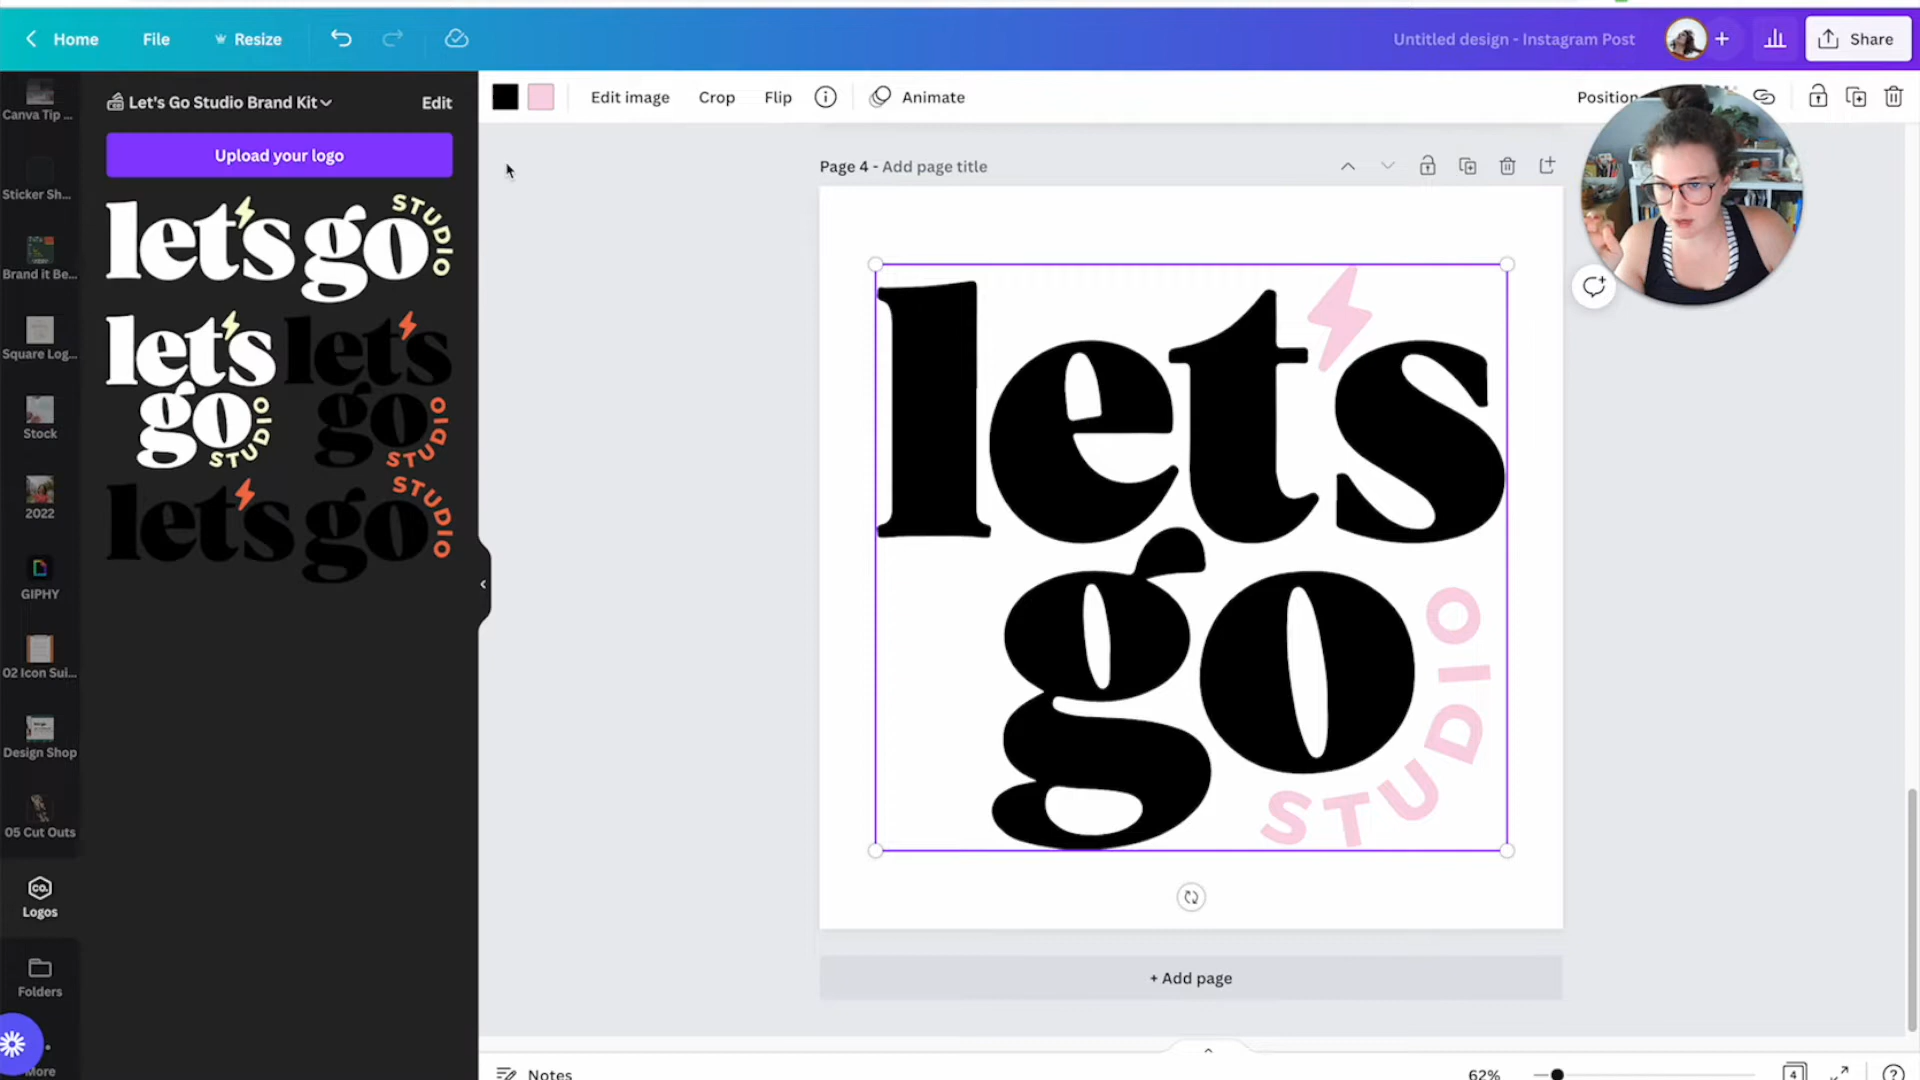 Home
File
Resize
Untitled design - Instagram Post
+
Share
Canva Tip ...
Sticker Sh...
Brand it Be...
Square Log...
Stock
2022
GIPHY
02 Icon Sui...
Design Shop
05 Cut Outs
co.
Logos
Folders
More
Let's Go Studio Brand Kit
Edit
Upload your logo
let's go STUDIO
let's
go
STUDIO
let's
go
STUDIO
let's go STUDIO
Edit image
Crop
Flip
Animate
Position
Page 4 - Add page title
let's
go
STUDIO
+ Add page
Notes
62%
4